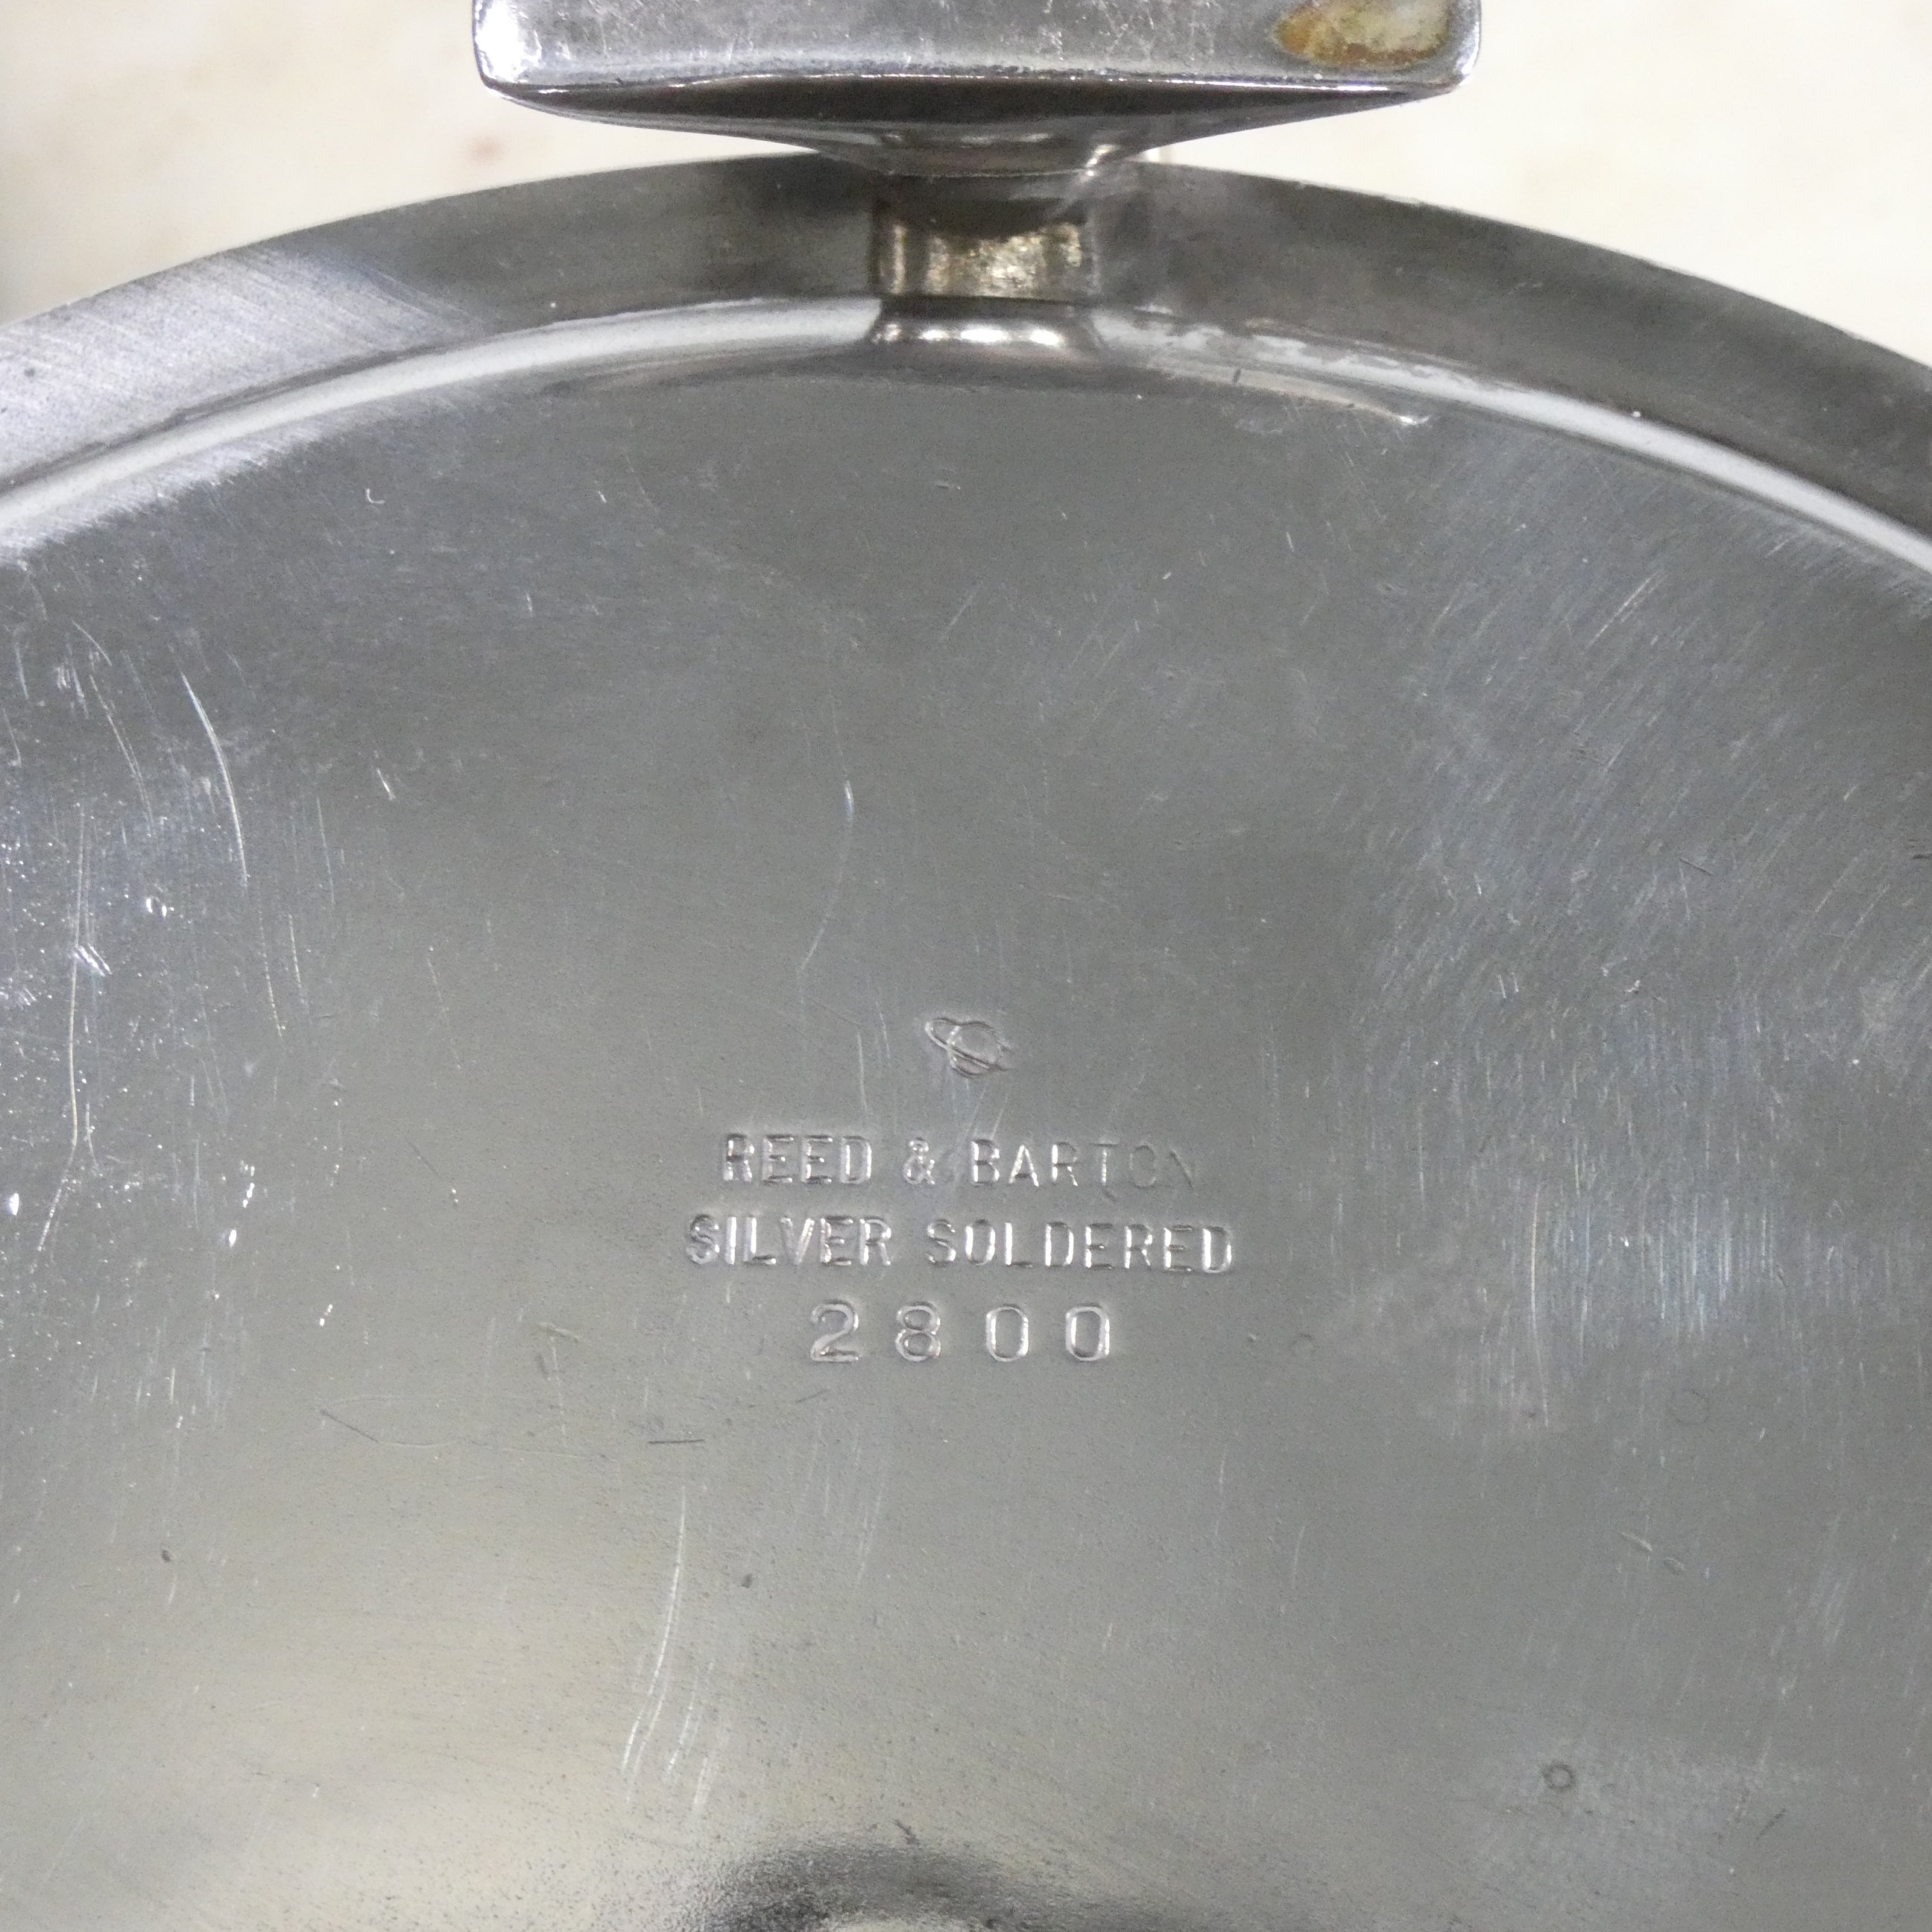 REED & BARTON
SILVER SOLDERED
2800